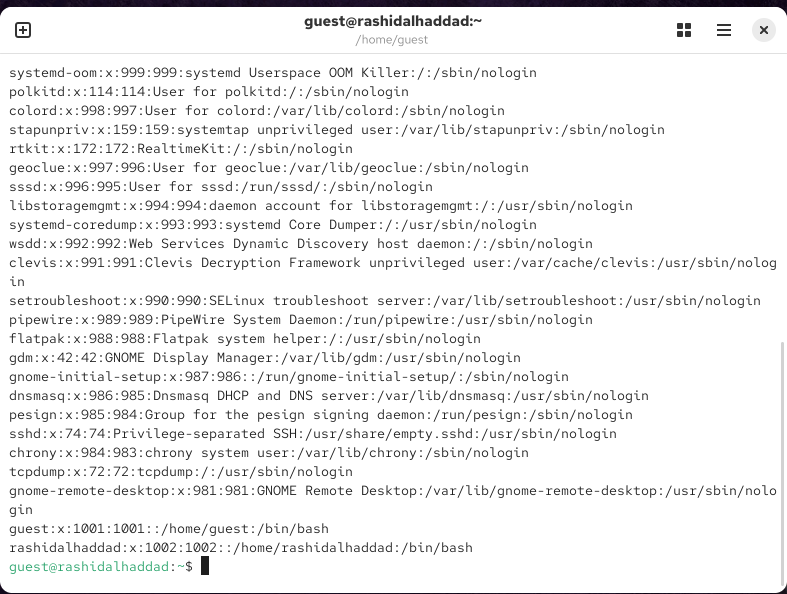 guest@rashidalhaddad:~
/home/guest
systemd-oom:x:999:999:systemd Userspace OOM Killer:/:/sbin/nologin
polkitd:x:114:114:User for polkitd:/:/sbin/nologin
colord:x:998:997:User for colord:/var/lib/colord:/sbin/nologin
stapunpriv:x:159:159:systemtap unprivileged user:/var/lib/stapunpriv:/sbin/nologin
rtkit:x:172:172:RealtimeKit:/:/sbin/nologin
geoclue:x:997:996:User for geoclue:/var/lib/geoclue:/sbin/nologin
sssd:x:996:995:User for sssd:/run/sssd/:/sbin/nologin
libstoragemgmt:x:994:994:daemon account for libstoragemgmt:/:/usr/sbin/nologin
systemd-coredump:x:993:993:systemd Core Dumper:/:/usr/sbin/nologin
wsdd:x:992:992:Web Services Dynamic Discovery host daemon:/:/sbin/nologin
clevis:x:991:991:Clevis Decryption Framework unprivileged user:/var/cache/clevis:/usr/sbin/nolog
in
setroubleshoot:x:990:990:SELinux troubleshoot server:/var/lib/setroubleshoot:/usr/sbin/nologin
pipewire:x:989:989:PipeWire System Daemon:/run/pipewire:/usr/sbin/nologin
flatpak:x:988:988:Flatpak system helper:/:/usr/sbin/nologin
gdm:x:42:42:GNOME Display Manager:/var/lib/gdm:/usr/sbin/nologin
gnome-initial-setup:x:987:986::/run/gnome-initial-setup/:/sbin/nologin
dnsmasq:x:986:985:Dnsmasq DHCP and DNS server:/var/lib/dnsmasq:/usr/sbin/nologin
pesign:x:985:984:Group for the pesign signing daemon:/run/pesign:/sbin/nologin
sshd:x:74:74:Privilege-separated SSH:/usr/share/empty.sshd:/usr/sbin/nologin
chrony:x:984:983:chrony system user:/var/lib/chrony:/sbin/nologin
tcpdump:x:72:72:tcpdump:/:/usr/sbin/nologin
gnome-remote-desktop:x:981:981:GNOME Remote Desktop:/var/lib/gnome-remote-desktop:/usr/sbin/nolo
gin
guest:x:1001:1001::/home/guest:/bin/bash
rashidalhaddad:x:1002:1002::/home/rashidalhaddad:/bin/bash
guest@rashidalhaddad:~$